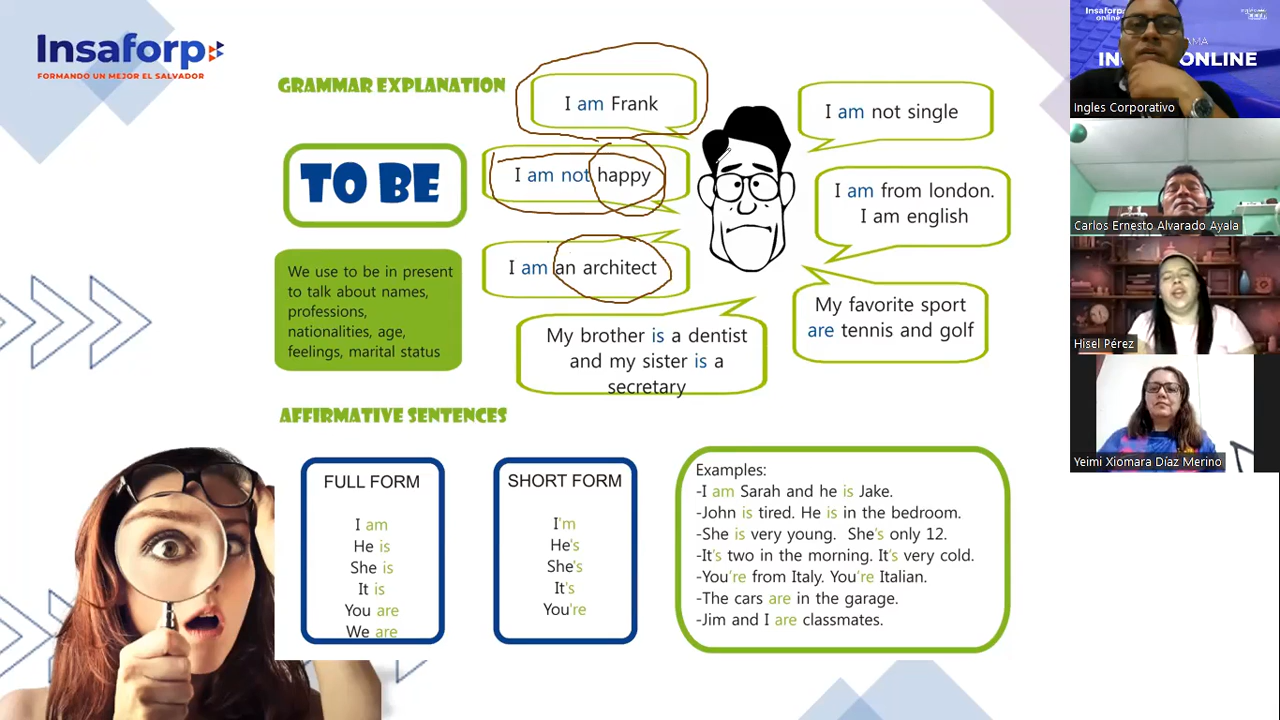 Insaforp
FORMANDO UN MEJOR EL SALVADOR
GRAMMAR EXPLANATION
TO BE
We use to be in present
to talk about names,
professions,
nationalities, age,
feelings, marital status
I am Frank
I am not happy
I am an architect
My brother is a dentist
and my sister is a
secretary
I am not single
I am from london.
I am english
My favorite sport
are tennis and golf
AFFIRMATIVE SENTENCES
FULL FORM
I am
He is
She is
It is
You are
We are
SHORT FORM
I'm
He's
She's
It's
You're
Examples:
-I am Sarah and he is Jake.
-John is tired. He is in the bedroom.
-She is very young. She's only 12.
-It's two in the morning. It's very cold.
-You're from Italy. You're Italian.
-The cars are in the garage.
-Jim and I are classmates.
Insaforp
online
ONLINE
Ingles Corporativo
Carlos Ernesto Alvarado Ayala
Hisel Pérez
Yeimi Xiomara Díaz Merino